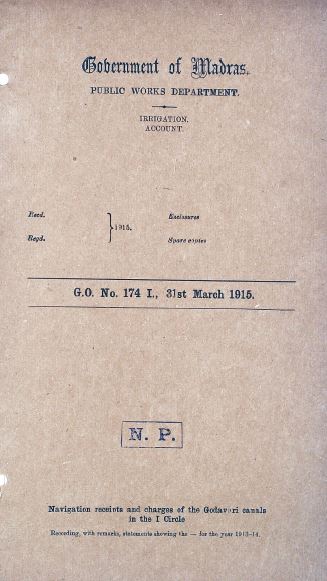 Government of Madras.
PUBLIC WORKS DEPARTMENT.
IRRIGATION.
ACCOUNT.
Recd. } 1915. Enclosures
Regd. Spare copies
G.O. No. 174 I., 31st March 1915.
N. P.
Navigation receipts and charges of the Godavari canals
in the I Circle
Recording, with remarks, statements showing the — for the year 1913-14.